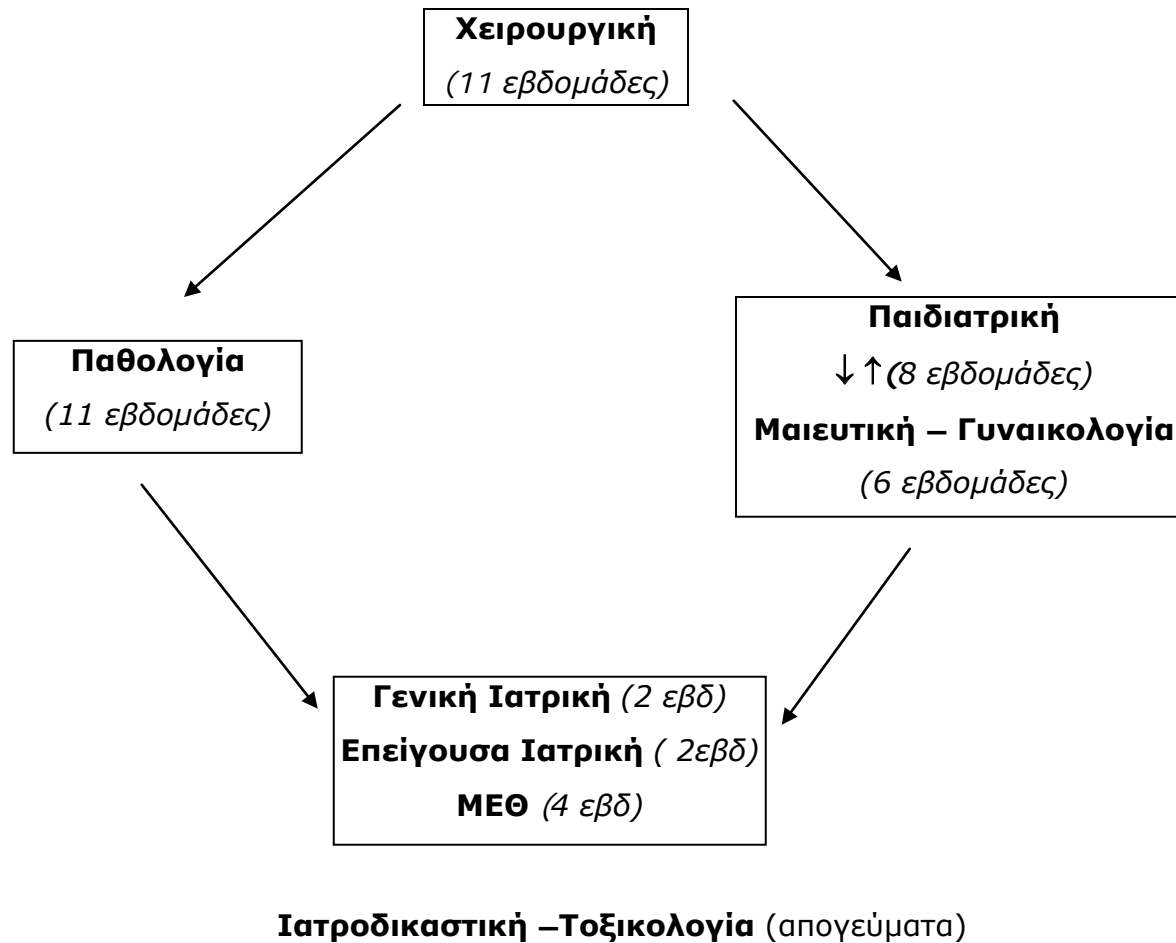 Χειρουργική
(11 εβδομάδες)
Παθολογία
(11 εβδομάδες)
Παιδιατρική
↓↑(8 εβδομάδες)
Μαιευτική – Γυναικολογία
(6 εβδομάδες)
Γενική Ιατρική (2 εβδ)
Επείγουσα Ιατρική ( 2εβδ)
ΜΕΘ (4 εβδ)
Ιατροδικαστική –Τοξικολογία (απογεύματα)